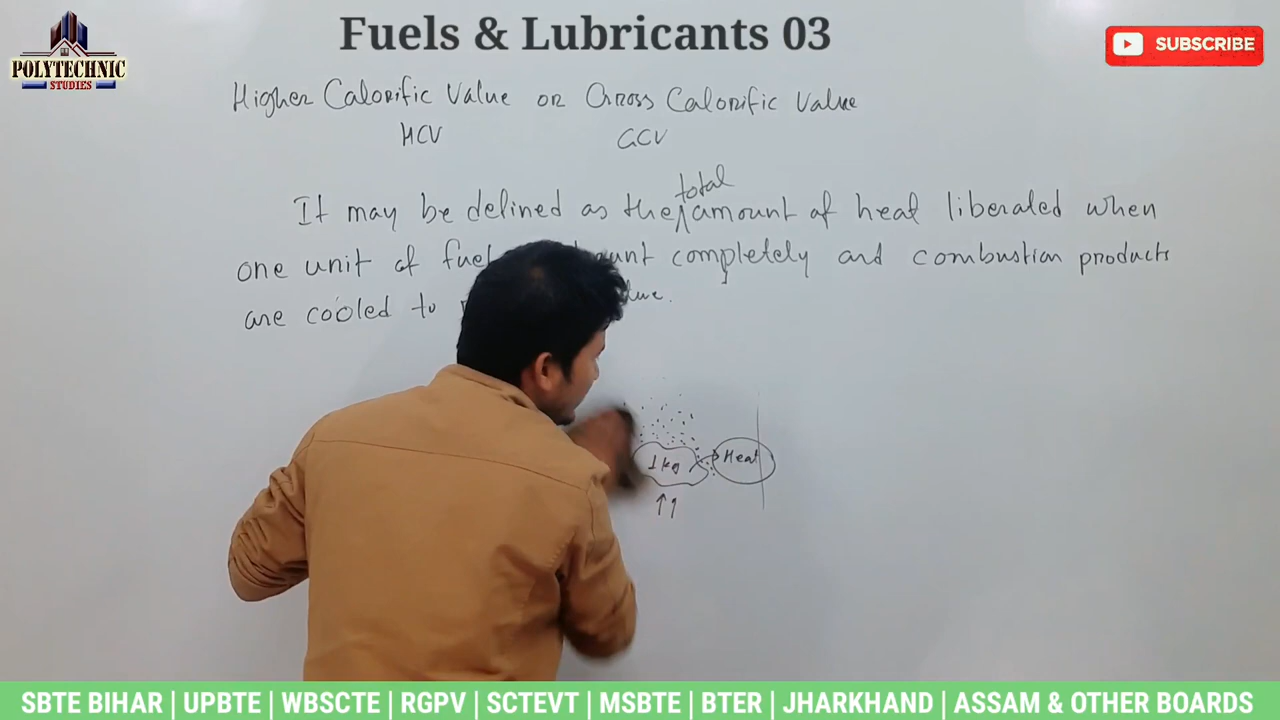 Fuels & Lubricants 03
POLYTECHNIC
STUDIES
SUBSCRIBE
Higher Calorific Value or Gross Calorific Value
HCV GCV
total
It may be defined as the amount of heat liberated when
one unit of fuel completely and combustion products
are cooled to
1 kg Heat
SBTE BIHAR | UPBTE | WBSCTE | RGPV | SCTEVT | MSBTE | BTER | JHARKHAND | ASSAM & OTHER BOARDS